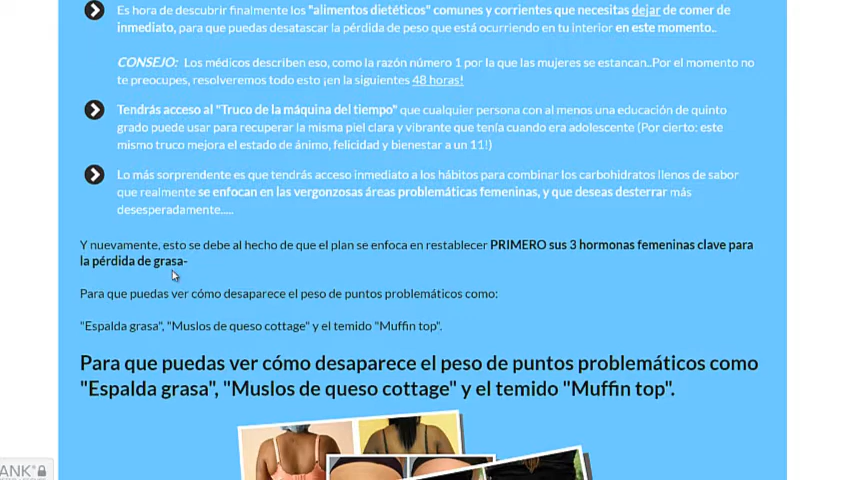 Es hora de descubrir finalmente los "alimentos dietéticos" comunes y corrientes que necesitas dejar de comer de
inmediato, para que puedas desatascar la pérdida de peso que está ocurriendo en tu interior en este momento..
CONSEJO: Los médicos describen eso, como la razón número 1 por la que las mujeres se estancan..Por el momento no
te preocupes, resolveremos todo esto ¡en la siguientes 48 horas!
Tendrás acceso al "Truco de la máquina del tiempo" que cualquier persona con al menos una educación de quinto
grado puede usar para recuperar la misma piel clara y vibrante que tenía cuando era adolescente (Por cierto: este
mismo truco mejora el estado de ánimo, felicidad y bienestar a un 11!)
Lo más sorprendente es que tendrás acceso inmediato a los hábitos para combinar los carbohidratos llenos de sabor
que realmente se enfocan en las vergonzosas áreas problemáticas femeninas, y que deseas desterrar más
desesperadamente.....
Y nuevamente, esto se debe al hecho de que el plan se enfoca en restablecer PRIMERO sus 3 hormonas femeninas clave para
la pérdida de grasa-
Para que puedas ver cómo desaparece el peso de puntos problemáticos como:
"Espalda grasa", "Muslos de queso cottage" y el temido "Muffin top".
Para que puedas ver cómo desaparece el peso de puntos problemáticos como
"Espalda grasa", "Muslos de queso cottage" y el temido "Muffin top".
ANK